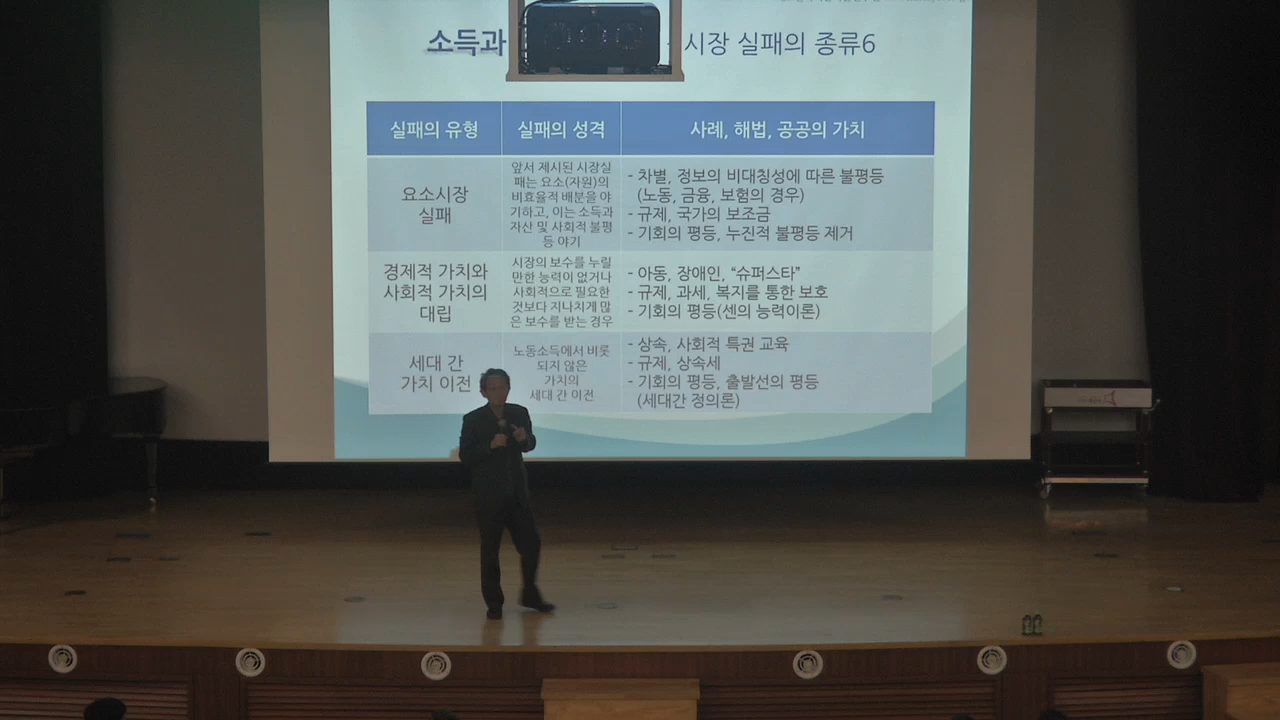 소득과 시장 실패의 종류6
실패의 유형
실패의 성격
사례, 해법, 공공의 가치
요소시장
실패
앞서 제시된 시장실
패는 요소(자원)의
비효율적 배분을 야
기하고, 이는 소득과
자산 및 사회적 불평
등 야기
- 차별, 정보의 비대칭성에 따른 불평등
(노동, 금융, 보험의 경우)
- 규제, 국가의 보조금
- 기회의 평등, 누진적 불평등 제거
경제적 가치와
사회적 가치의
대립
시장의 보수를 누릴
만한 능력이 없거나
사회적으로 필요한
것보다 지나치게 많
은 보수를 받는 경우
- 아동, 장애인, “슈퍼스타”
- 규제, 과세, 복지를 통한 보호
- 기회의 평등(센의 능력이론)
세대 간
가치 이전
노동소득에서 비롯
되지 않은
가치의
세대 간 이전
- 상속, 사회적 특권 교육
- 규제, 상속세
- 기회의 평등, 출발선의 평등
(세대간 정의론)